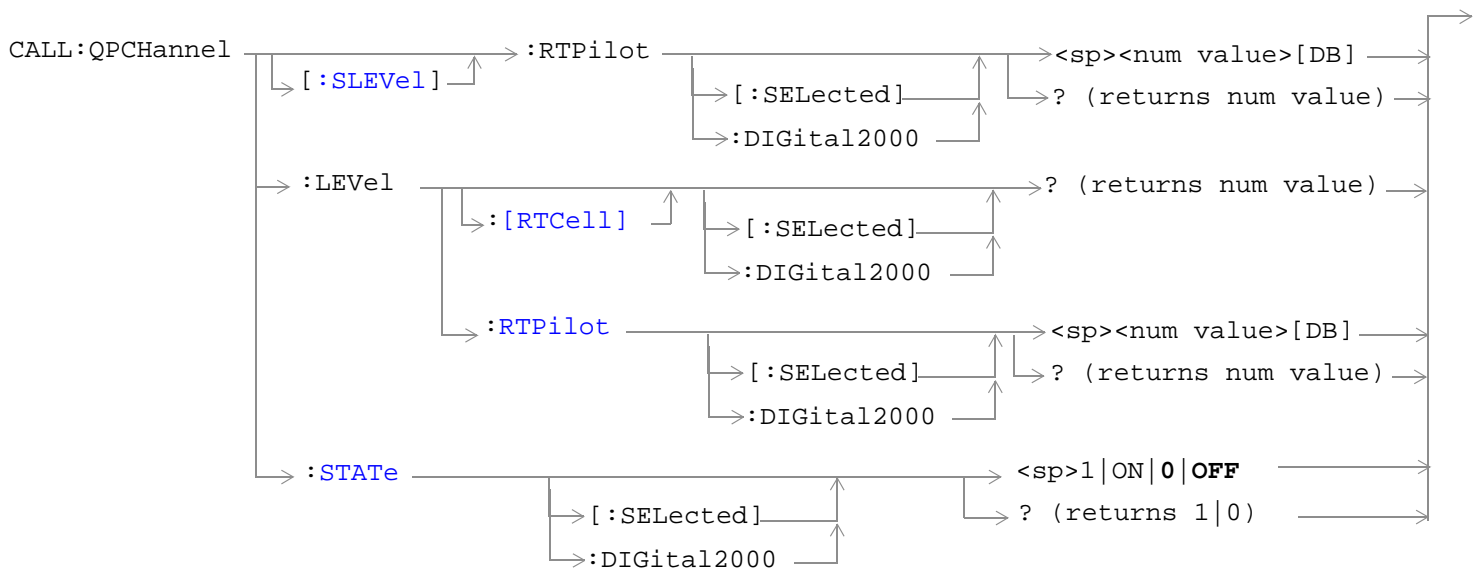 CALL:QPCHannel :RTPilot <sp><num value>[DB]
[:SLEVel] [:SELected] ? (returns num value)
:DIGital2000
:LEVel ? (returns num value)
:[RTCell] [:SELected]
:DIGital2000
:RTPilot <sp><num value>[DB]
[:SELected] ? (returns num value)
:DIGital2000
:STATe <sp>1|ON|0|OFF
[:SELected] ? (returns 1|0)
:DIGital2000